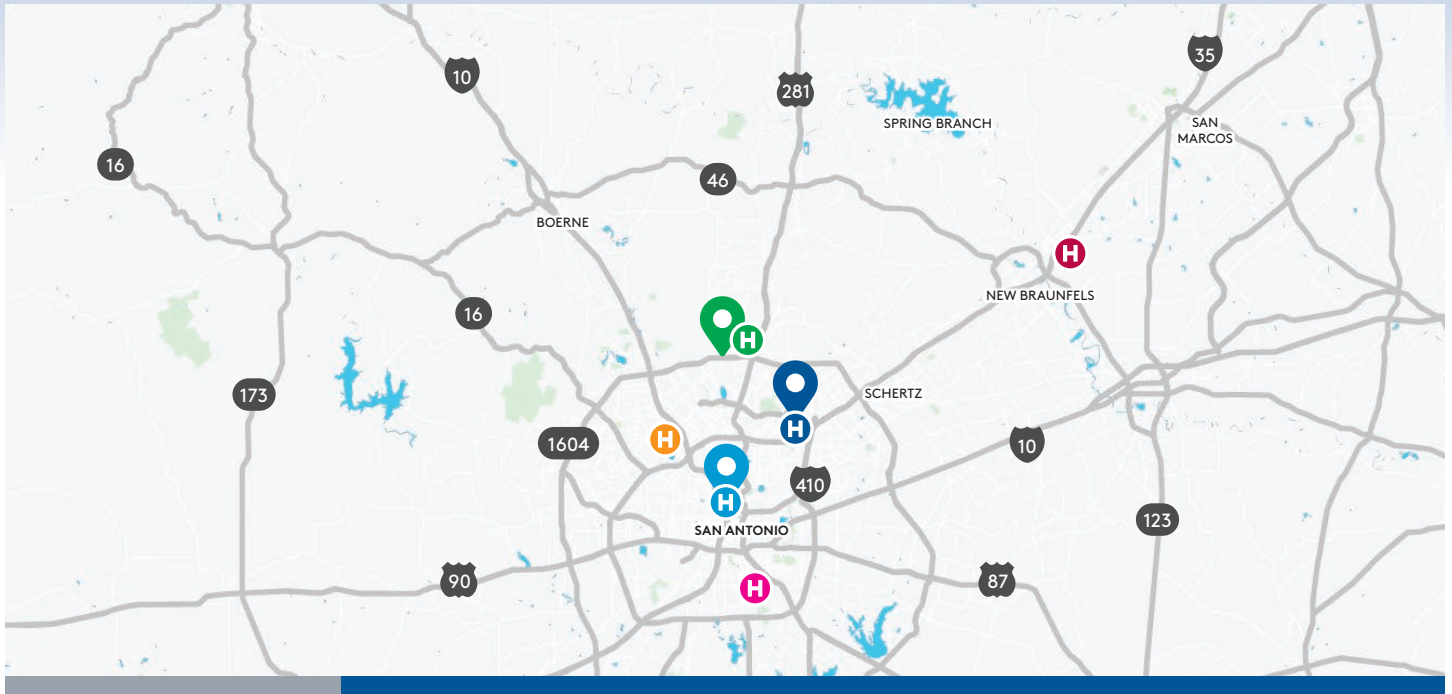 35
10
281
SPRING BRANCH
SAN
MARCOS
16
46
BOERNE
H
NEW BRAUNFELS
16
H
173
SCHERTZ
H
H
1604
10
410
H
123
SAN ANTONIO
90
87
H